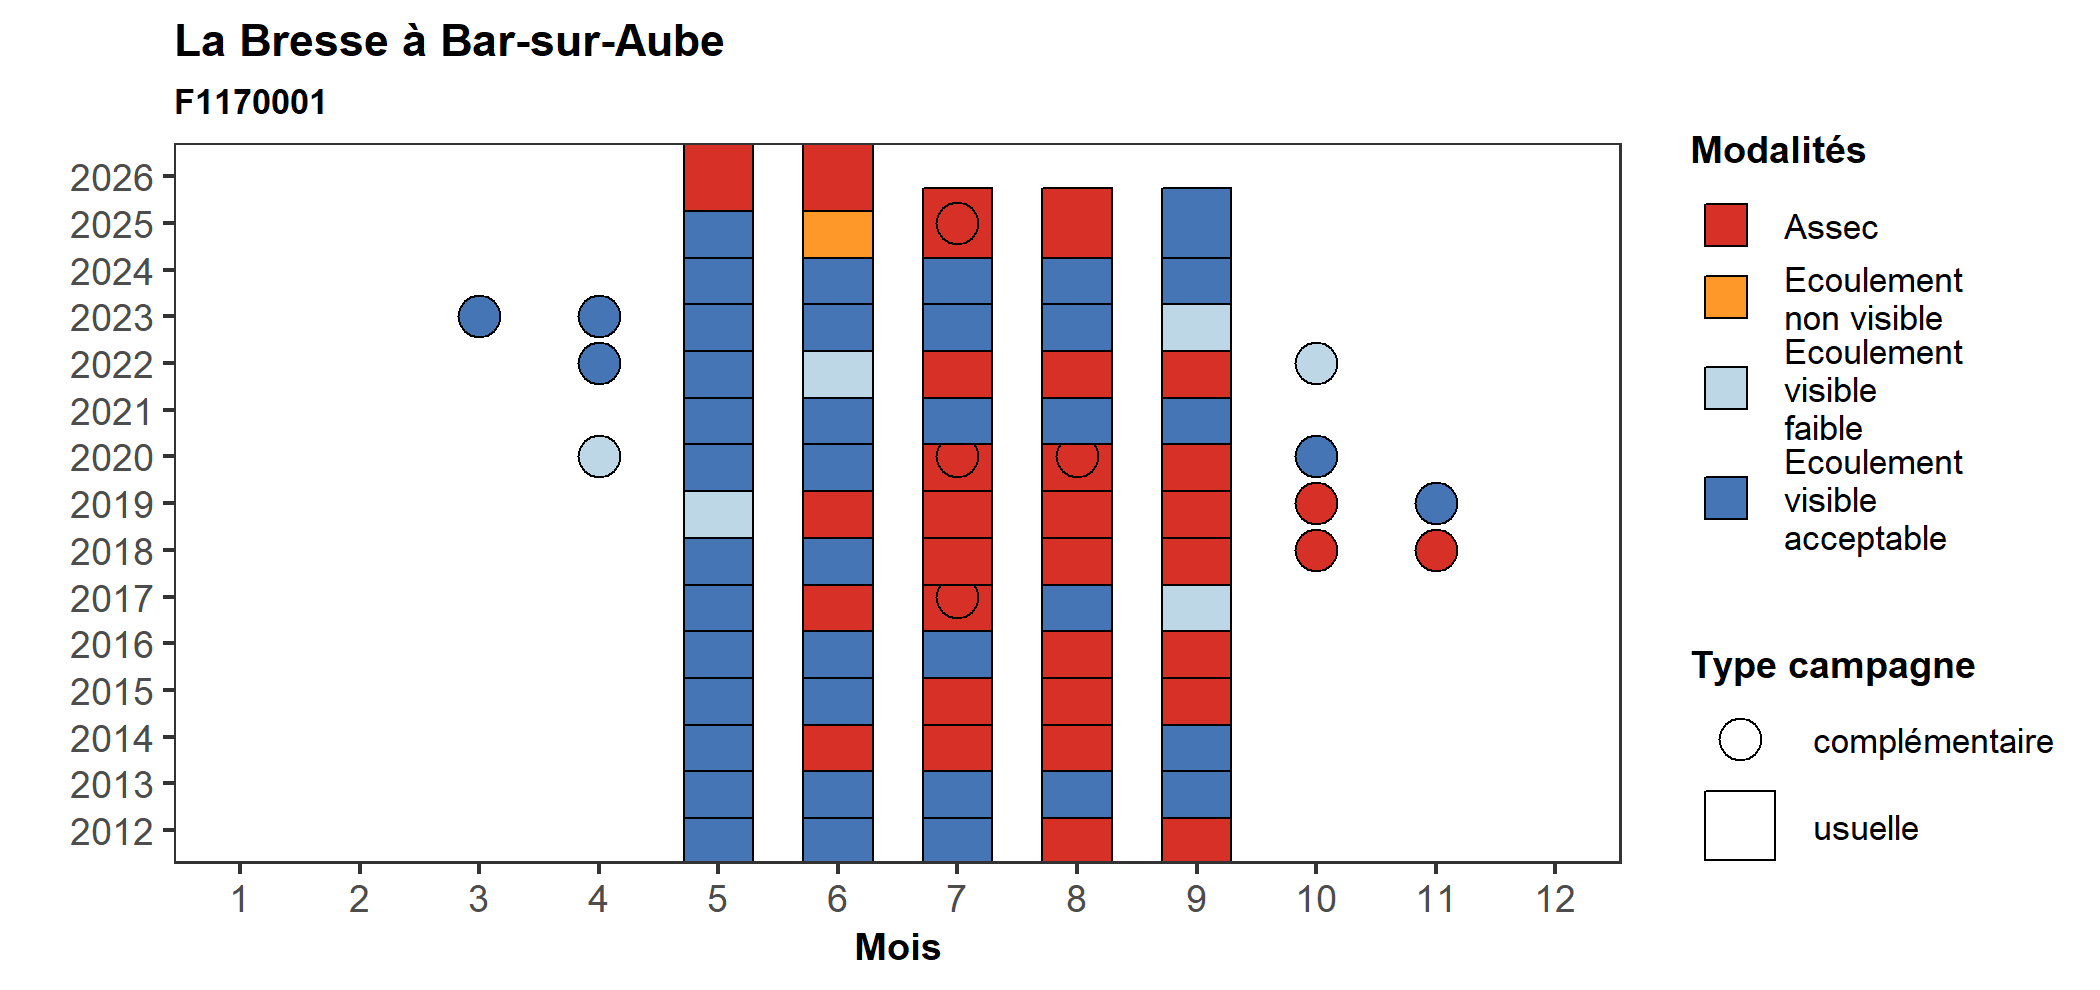 La Bresse à Bar-sur-Aube
F1170001
2026
2025
2024
2023
2022
2021
2020
2019
2018
2017
2016
2015
2014
2013
2012
1 2 3 4 5 6 7 8 9 10 11 12
Mois
Modalités
Assec
Ecoulement
non visible
Ecoulement
visible
faible
Ecoulement
visible
acceptable
Type campagne
complémentaire
usuelle